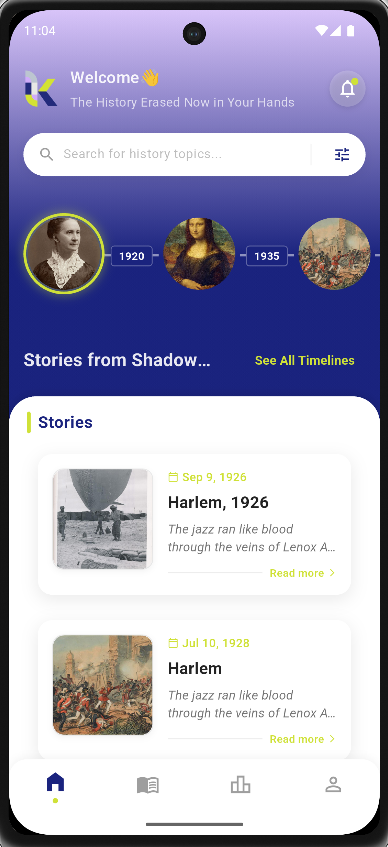 11:04
Welcome👋
The History Erased Now in Your Hands
Search for history topics...
1920
1935
Stories from Shadow...
See All Timelines
Stories
Sep 9, 1926
Harlem, 1926
The jazz ran like blood
through the veins of Lenox A...
Read more
Jul 10, 1928
Harlem
The jazz ran like blood
through the veins of Lenox A...
Read more